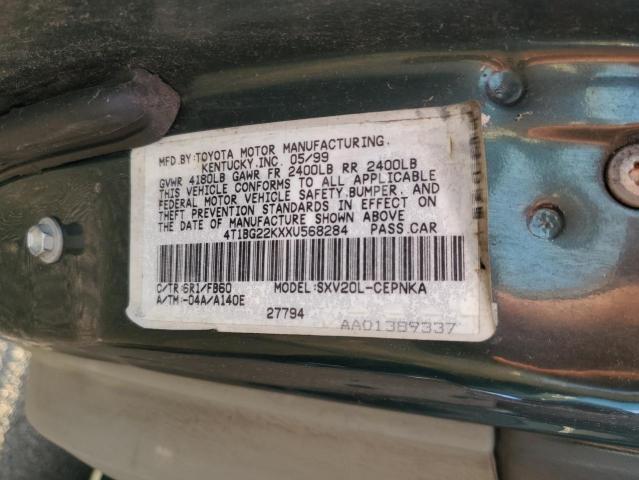 MFD.BY:TOYOTA MOTOR MANUFACTURING,
KENTUCKY,INC. 05/99
GVWR 4180LB GAWR FR 2400LB RR 2400LB
THIS VEHICLE CONFORMS TO ALL APPLICABLE
FEDERAL MOTOR VEHICLE SAFETY,BUMPER, AND
THEFT PREVENTION STANDARDS IN EFFECT ON
THE DATE OF MANUFACTURE SHOWN ABOVE
4T1BG22KXXU568284 PASS.CAR
C/TR:6R1/FB60 MODEL:SXV20L-CEPNKA
A/TM:-04A/A140E
27794
AA01389337